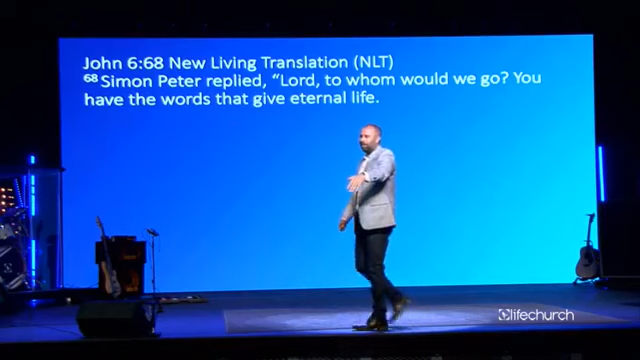 John 6:68 New Living Translation (NLT)
68 Simon Peter replied, “Lord, to whom would we go? You
have the words that give eternal life.
lifechurch